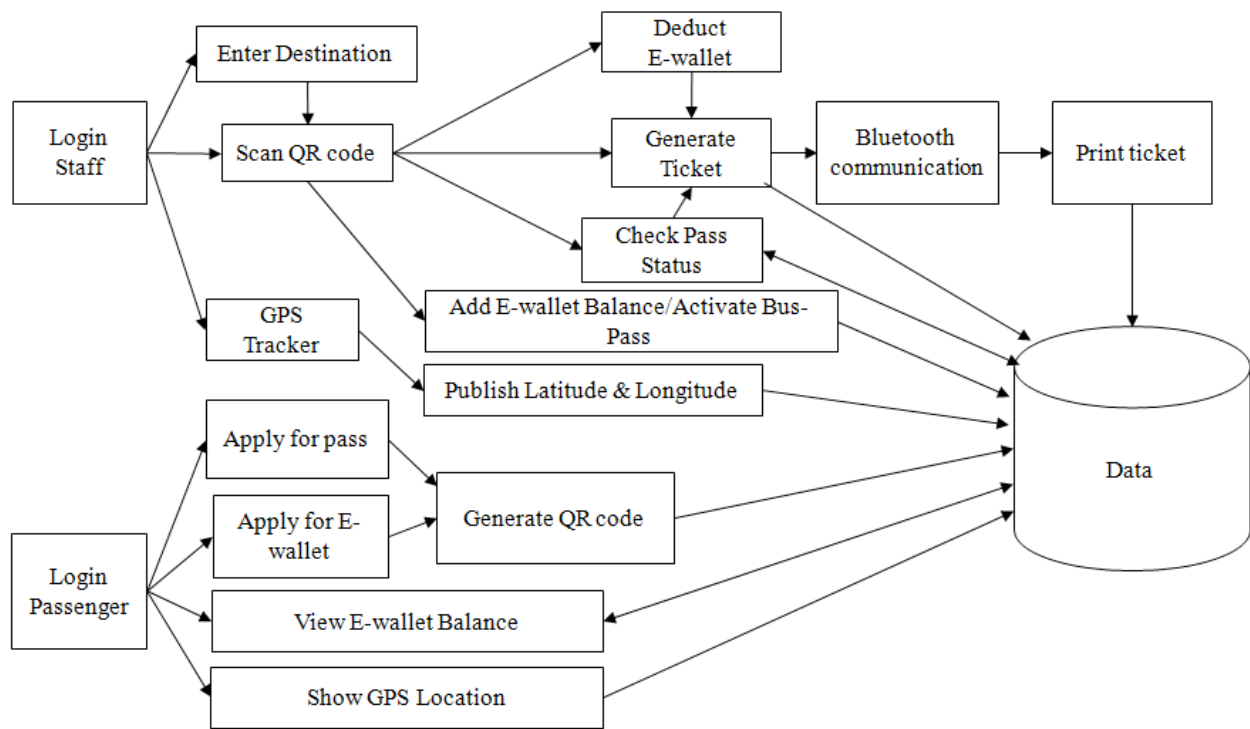 Enter Destination
Deduct
E-wallet
Login
Staff
Scan QR code
Generate
Ticket
Bluetooth
communication
Print ticket
Check Pass
Status
GPS
Tracker
Add E-wallet Balance/Activate Bus-
Pass
Publish Latitude & Longitude
Apply for pass
Apply for E-
wallet
Generate QR code
Data
Login
Passenger
View E-wallet Balance
Show GPS Location